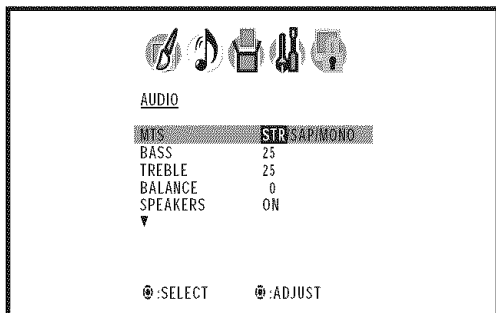 AUDIO
MTS STR/SAP/MONO
BASS 25
TREBLE 25
BALANCE 0
SPEAKERS ON
:SELECT :ADJUST